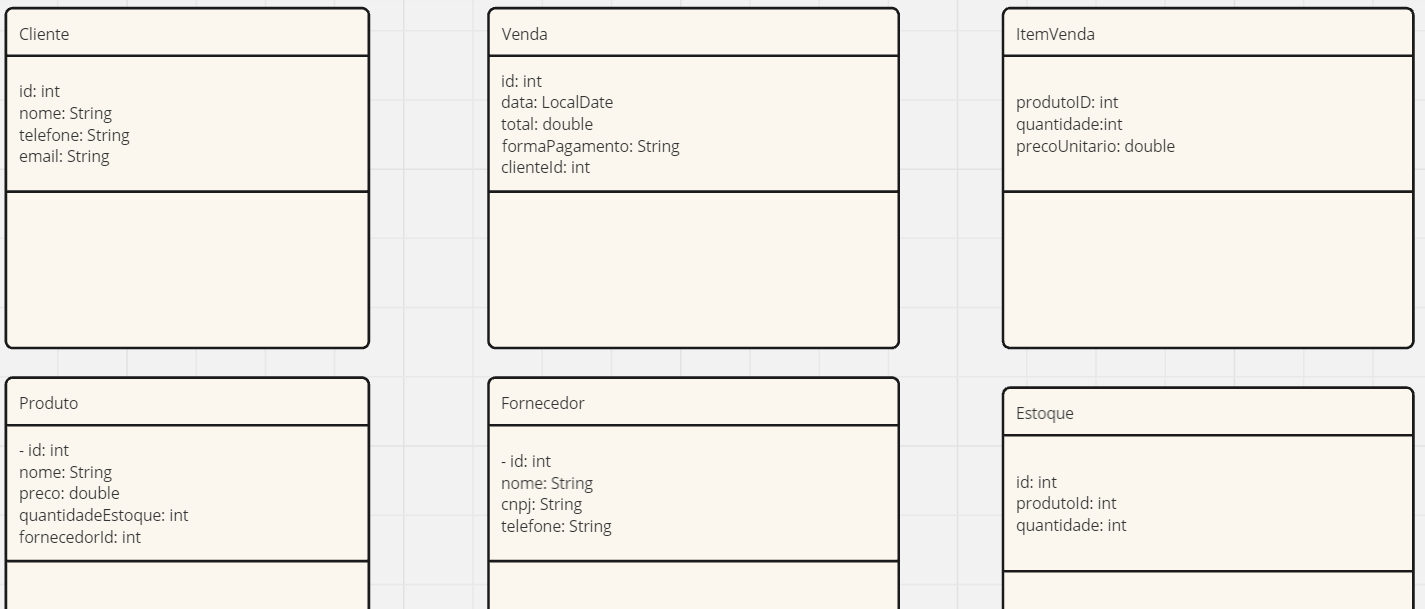 Cliente
id: int
nome: String
telefone: String
email: String
Venda
id: int
data: LocalDate
total: double
formaPagamento: String
clienteId: int
ItemVenda
produtoID: int
quantidade:int
precoUnitario: double
Produto
- id: int
nome: String
preco: double
quantidadeEstoque: int
fornecedorId: int
Fornecedor
- id: int
nome: String
cnpj: String
telefone: String
Estoque
id: int
produtoId: int
quantidade: int